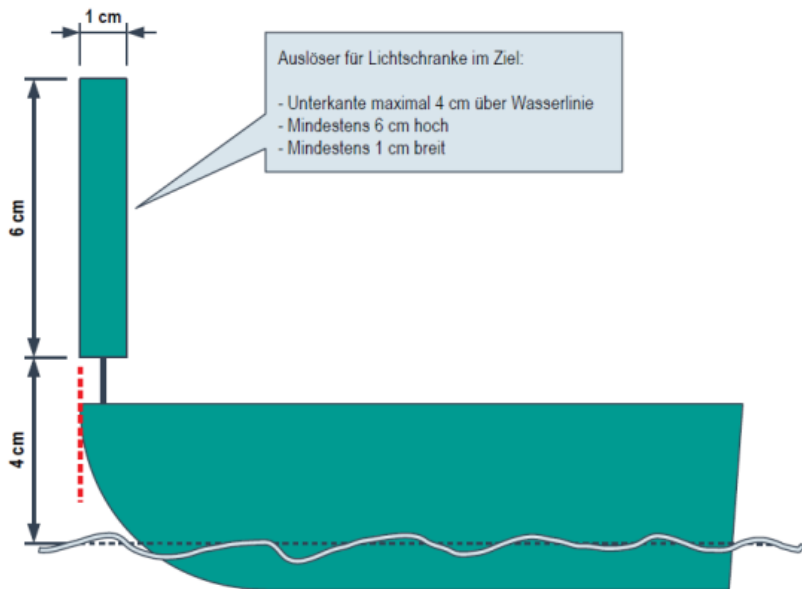 1 cm
Auslöser für Lichtschranke im Ziel:
- Unterkante maximal 4 cm über Wasserlinie
- Mindestens 6 cm hoch
- Mindestens 1 cm breit
6 cm
4 cm